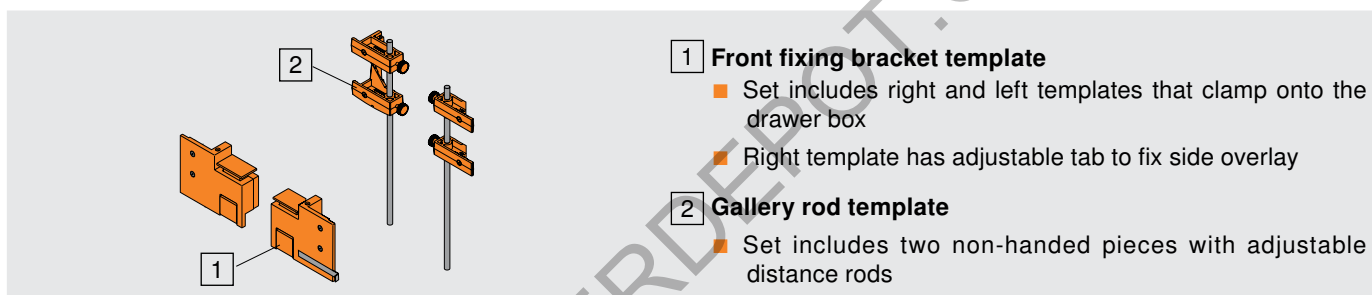 2
1
1 Front fixing bracket template
■ Set includes right and left templates that clamp onto the
drawer box
■ Right template has adjustable tab to fix side overlay
2 Gallery rod template
■ Set includes two non-handed pieces with adjustable
distance rods
ERDEPOT.